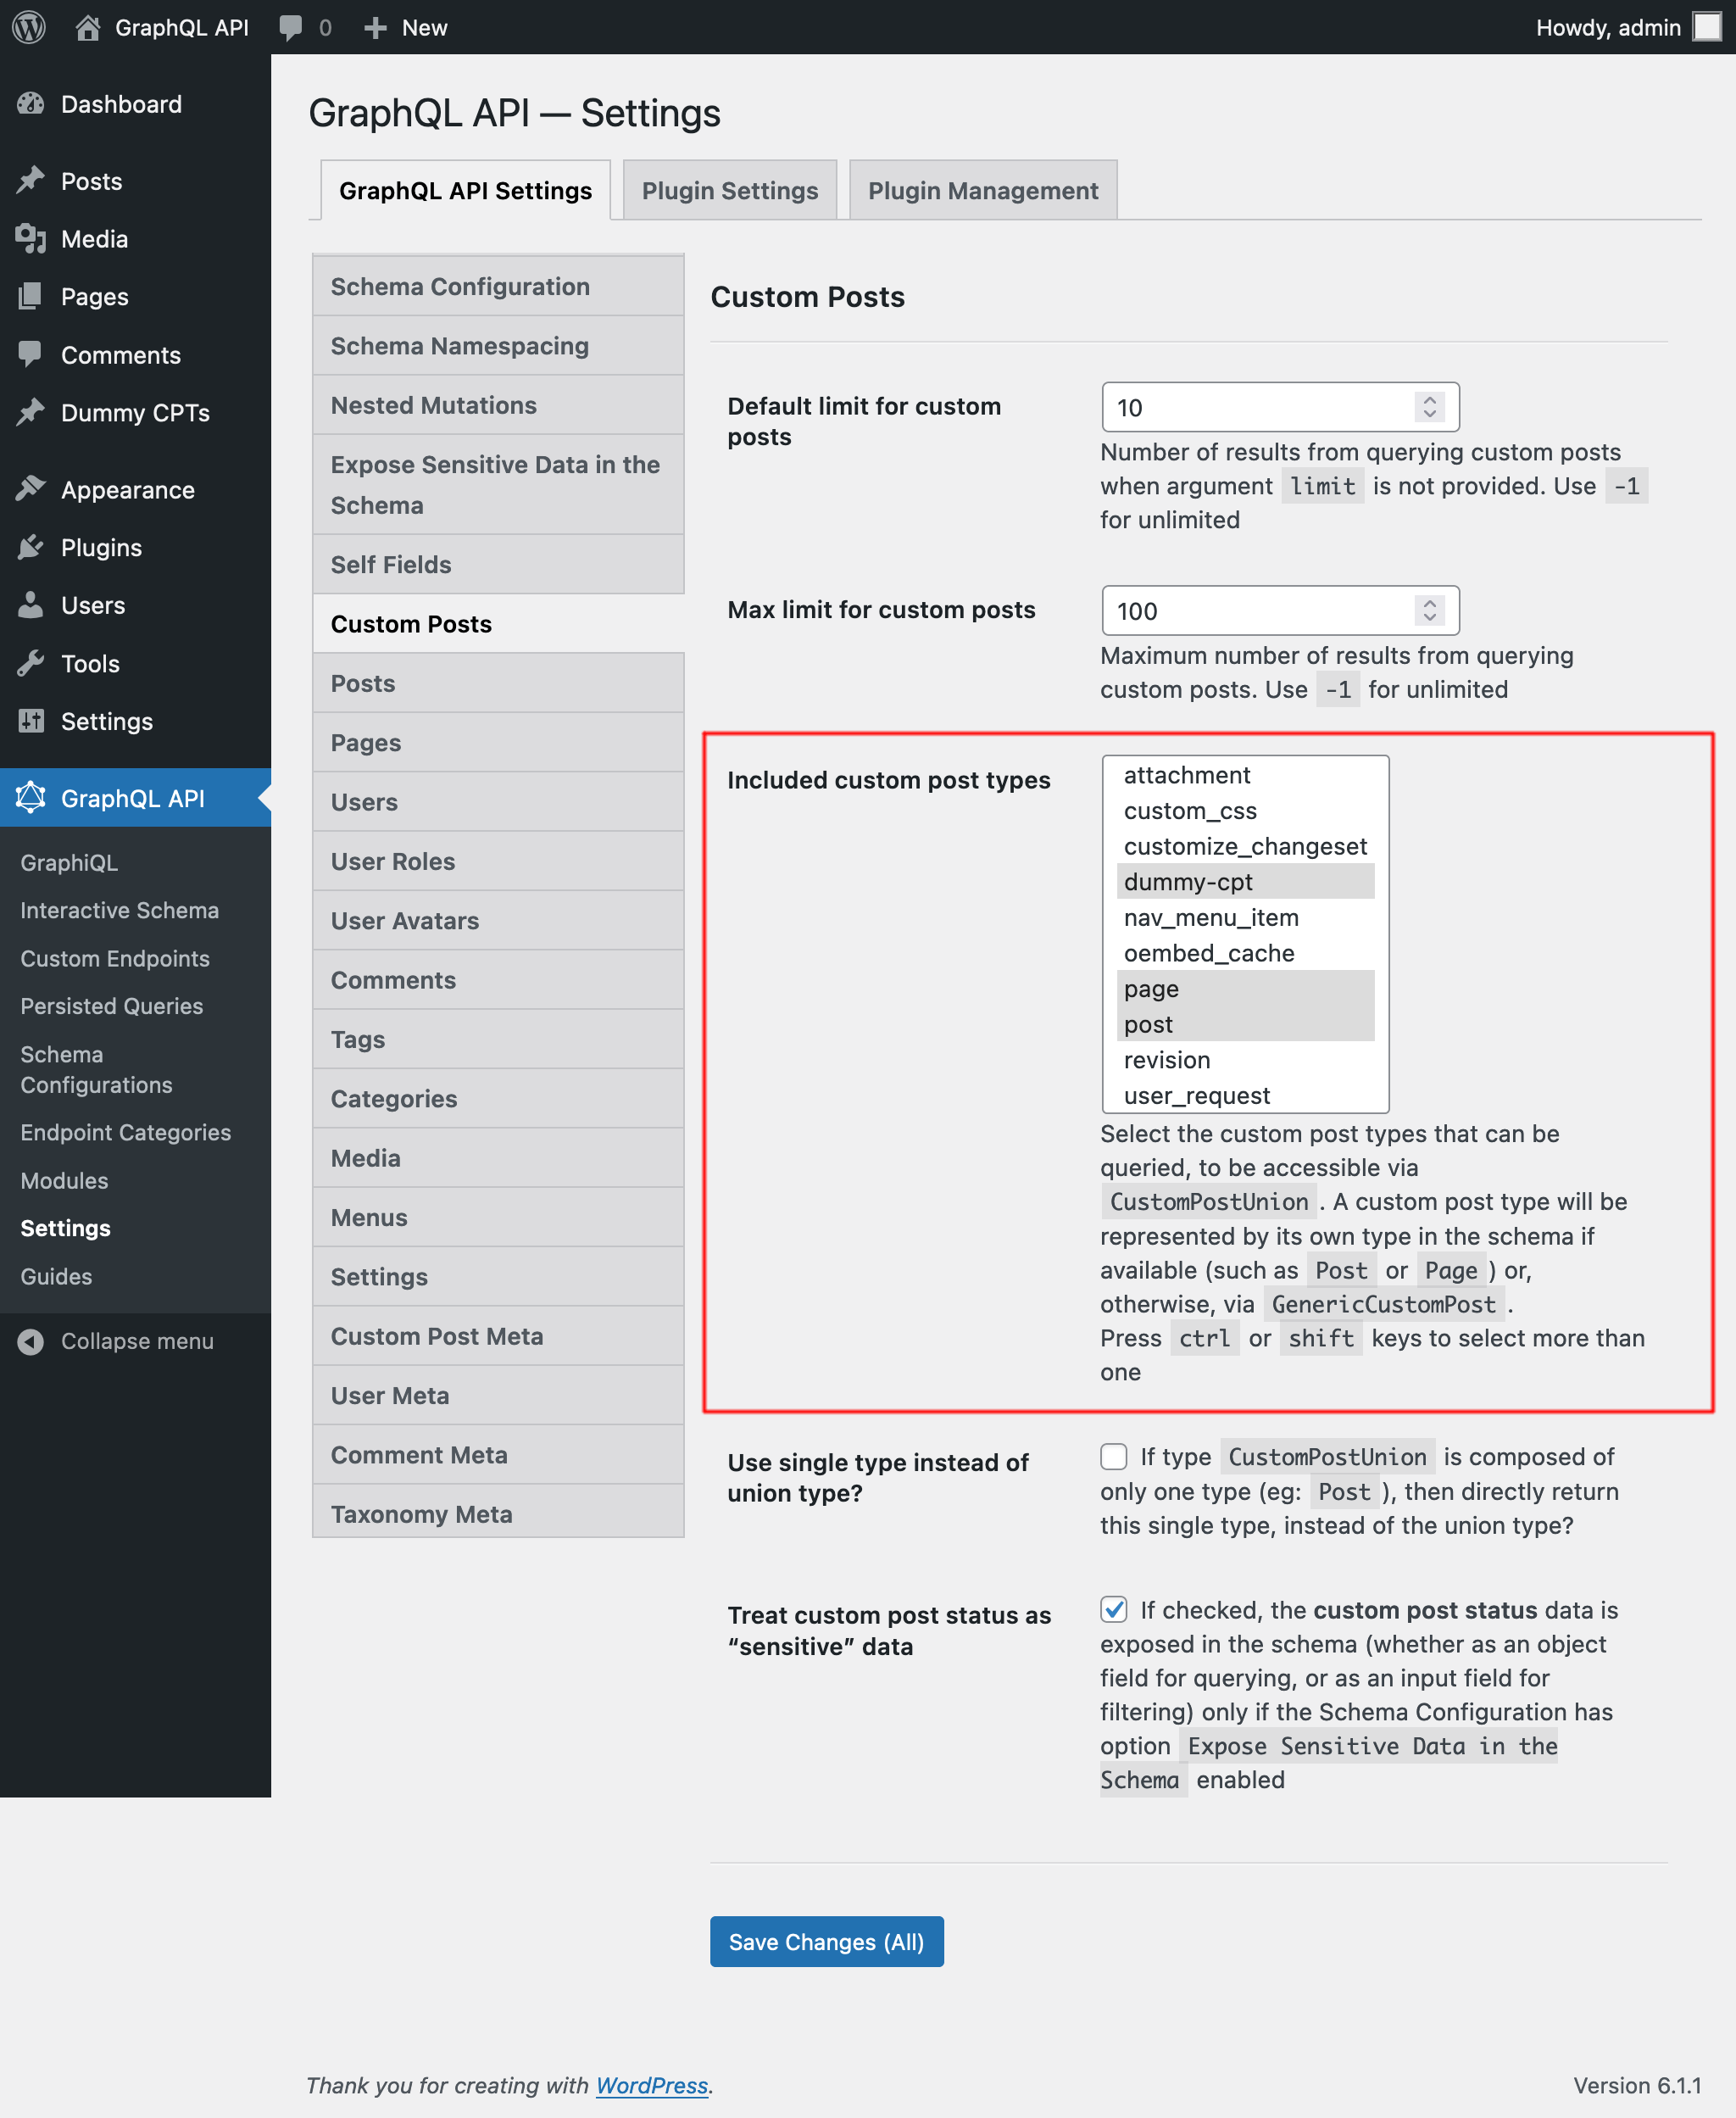 GraphQL API 0 New Howdy, admin
Dashboard
Posts
Media
Pages
Comments
Dummy CPTs
Appearance
Plugins
Users
Tools
Settings
GraphQL API
GraphiQL
Interactive Schema
Custom Endpoints
Persisted Queries
Schema
Configurations
Endpoint Categories
Modules
Settings
Guides
Collapse menu
GraphQL API — Settings
GraphQL API Settings Plugin Settings Plugin Management
Schema Configuration
Schema Namespacing
Nested Mutations
Expose Sensitive Data in the
Schema
Self Fields
Custom Posts
Posts
Pages
Users
User Roles
User Avatars
Comments
Tags
Categories
Media
Menus
Settings
Custom Post Meta
User Meta
Comment Meta
Taxonomy Meta
Custom Posts
Default limit for custom
posts
10
Number of results from querying custom posts
when argument limit is not provided. Use -1
for unlimited
Max limit for custom posts
100
Maximum number of results from querying
custom posts. Use -1 for unlimited
Included custom post types
attachment
custom_css
customize_changeset
dummy-cpt
nav_menu_item
oembed_cache
page
post
revision
user_request
Select the custom post types that can be
queried, to be accessible via
CustomPostUnion. A custom post type will be
represented by its own type in the schema if
available (such as Post or Page) or,
otherwise, via GenericCustomPost.
Press ctrl or shift keys to select more than
one
Use single type instead of
union type?
If type CustomPostUnion is composed of
only one type (eg: Post), then directly return
this single type, instead of the union type?
Treat custom post status as
“sensitive” data
If checked, the custom post status data is
exposed in the schema (whether as an object
field for querying, or as an input field for
filtering) only if the Schema Configuration has
option Expose Sensitive Data in the
Schema enabled
Save Changes (All)
Thank you for creating with WordPress.
Version 6.1.1